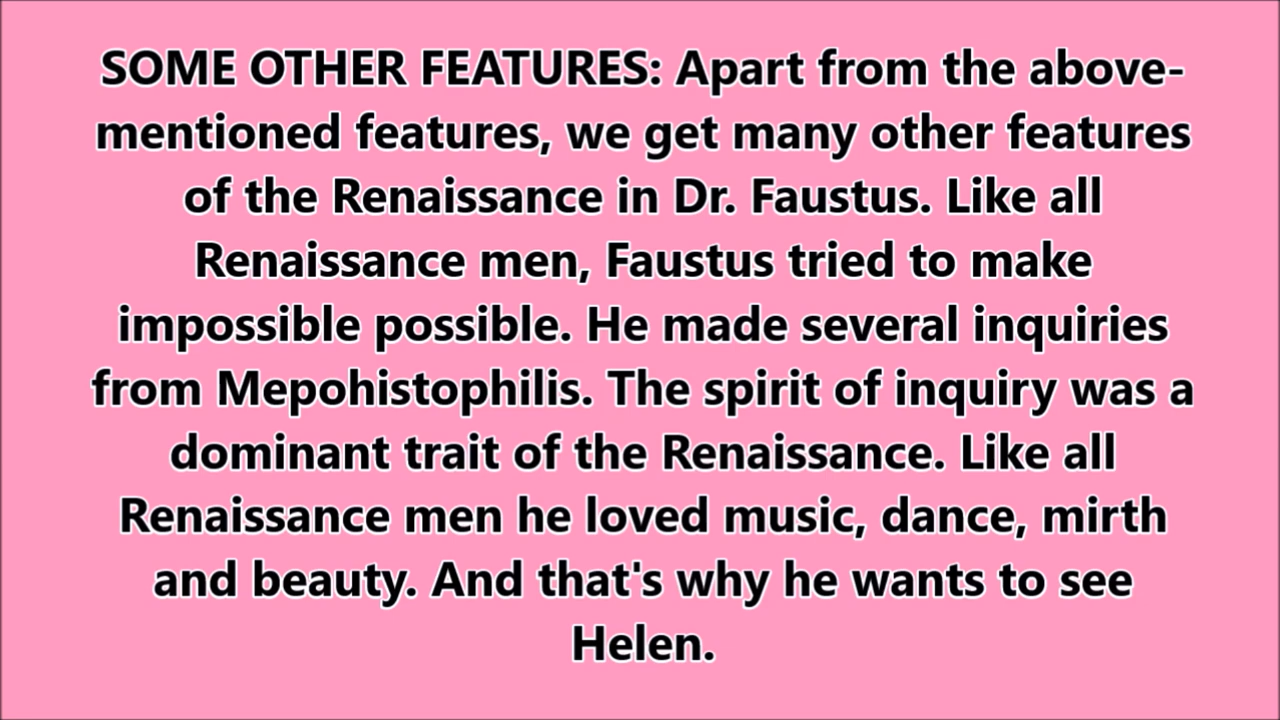 SOME OTHER FEATURES: Apart from the above-
mentioned features, we get many other features
of the Renaissance in Dr. Faustus. Like all
Renaissance men, Faustus tried to make
impossible possible. He made several inquiries
from Mepohistophilis. The spirit of inquiry was a
dominant trait of the Renaissance. Like all
Renaissance men he loved music, dance, mirth
and beauty. And that's why he wants to see
Helen.